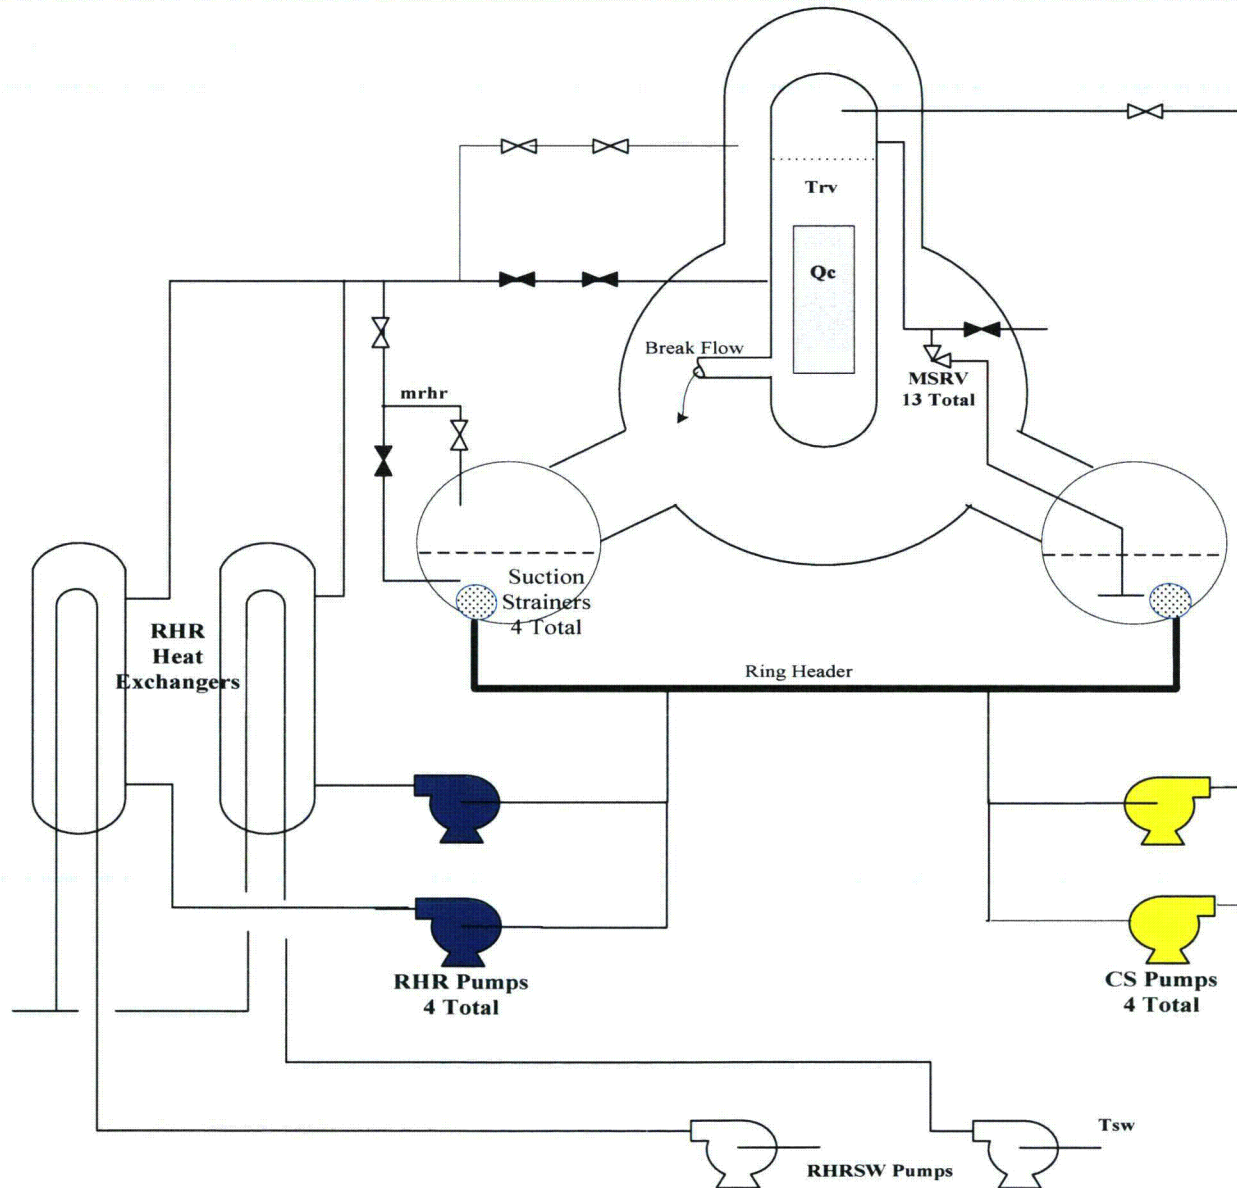 Trv
Qc
Break Flow
MSRV
13 Total
mrhr
Suction
Strainers
4 Total
RHR
Heat
Exchangers
Ring Header
RHR Pumps
4 Total
CS Pumps
4 Total
Tsw
RHRSW Pumps